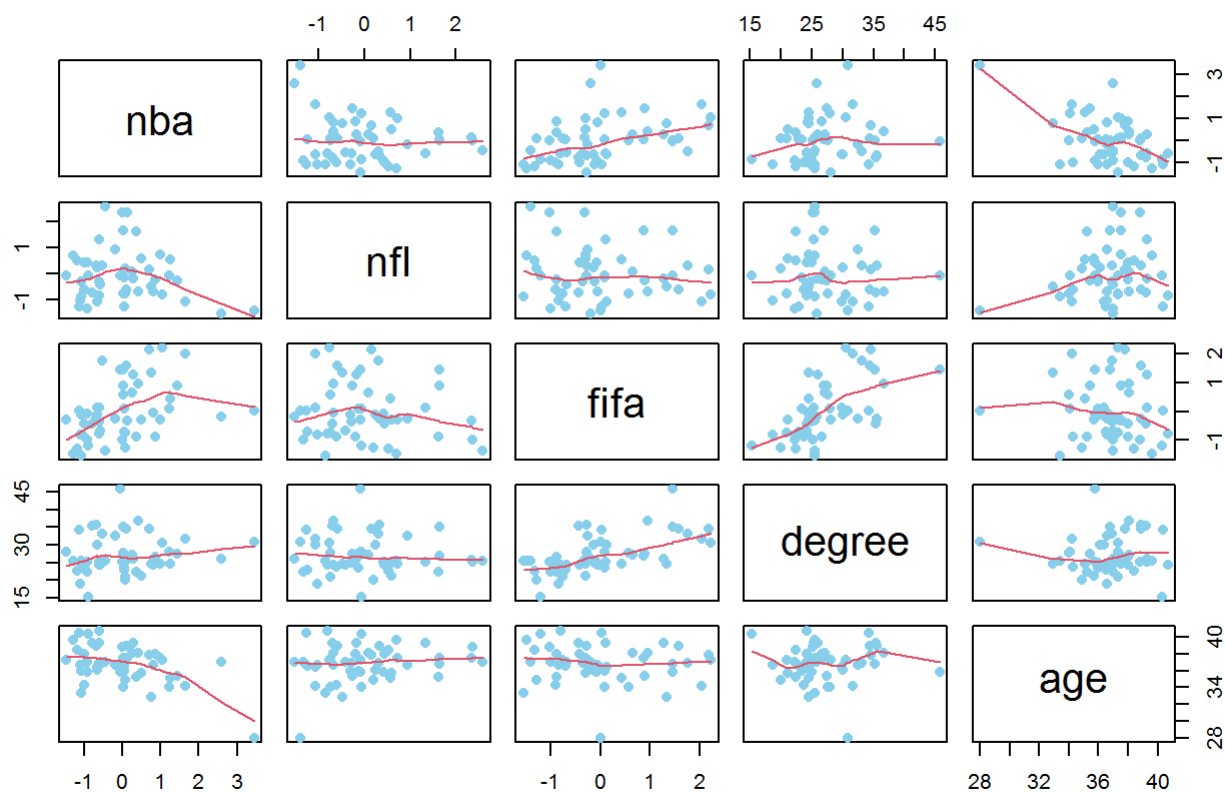 -1 0 1 2 15 25 35 45
nba 3 1 -1
1 -1 nfl
fifa 2 1 -1
45 30 15 degree
age 40 34 28
-1 0 1 2 3 -1 0 1 2 28 32 36 40